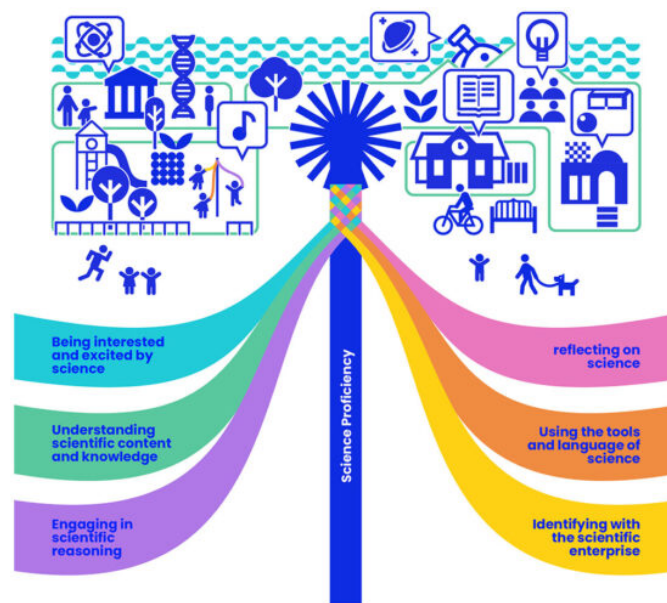 Being interested
and excited by
science
Understanding
scientific content
and knowledge
Engaging in
scientific
reasoning
Science Proficiency
reflecting on
science
Using the tools
and language of
science
Identifying with
the scientific
enterprise